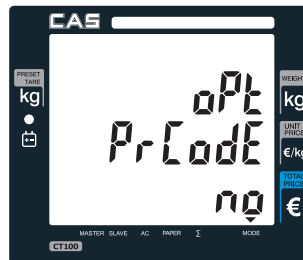 CAS
PRESET
TARE
kg
oPt
PrCodE
no
WEIGHT
kg
UNIT
PRICE
€/kg
TOTAL
PRICE
€
MASTER SLAVE AC PAPER Σ MODE
CT100